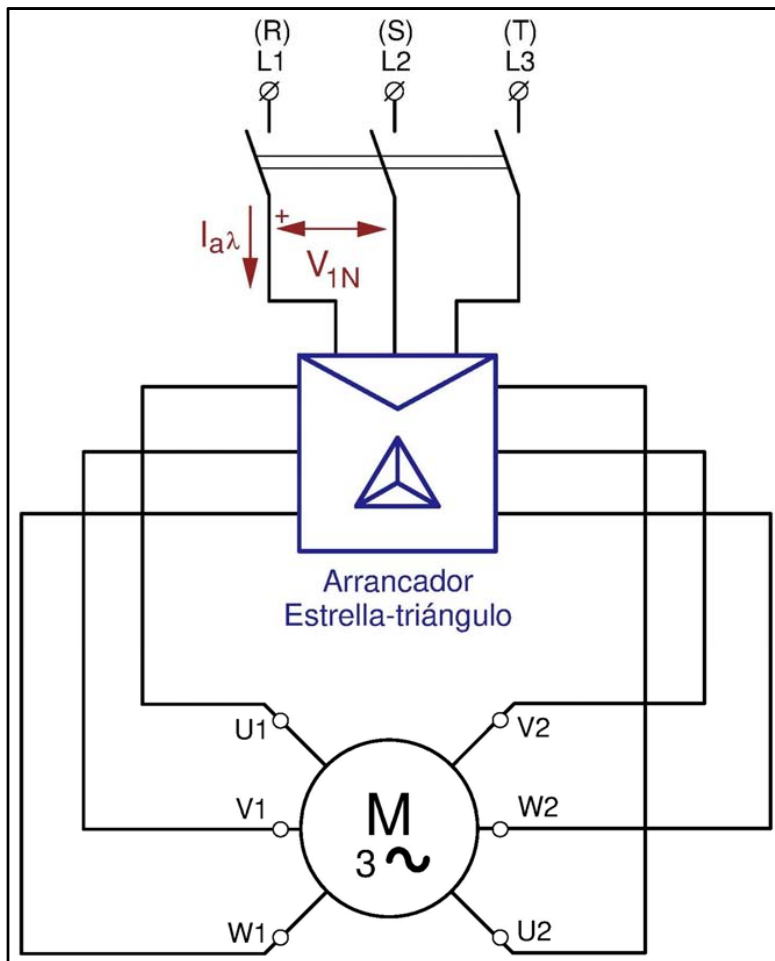 (R) (S) (T)
L1 L2 L3
+
Iaλ
V1N
Arrancador
Estrella-triángulo
U1 V2
V1 M W2
3 ~
W1 U2